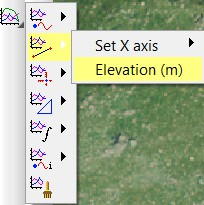 Set X axis
Elevation (m)